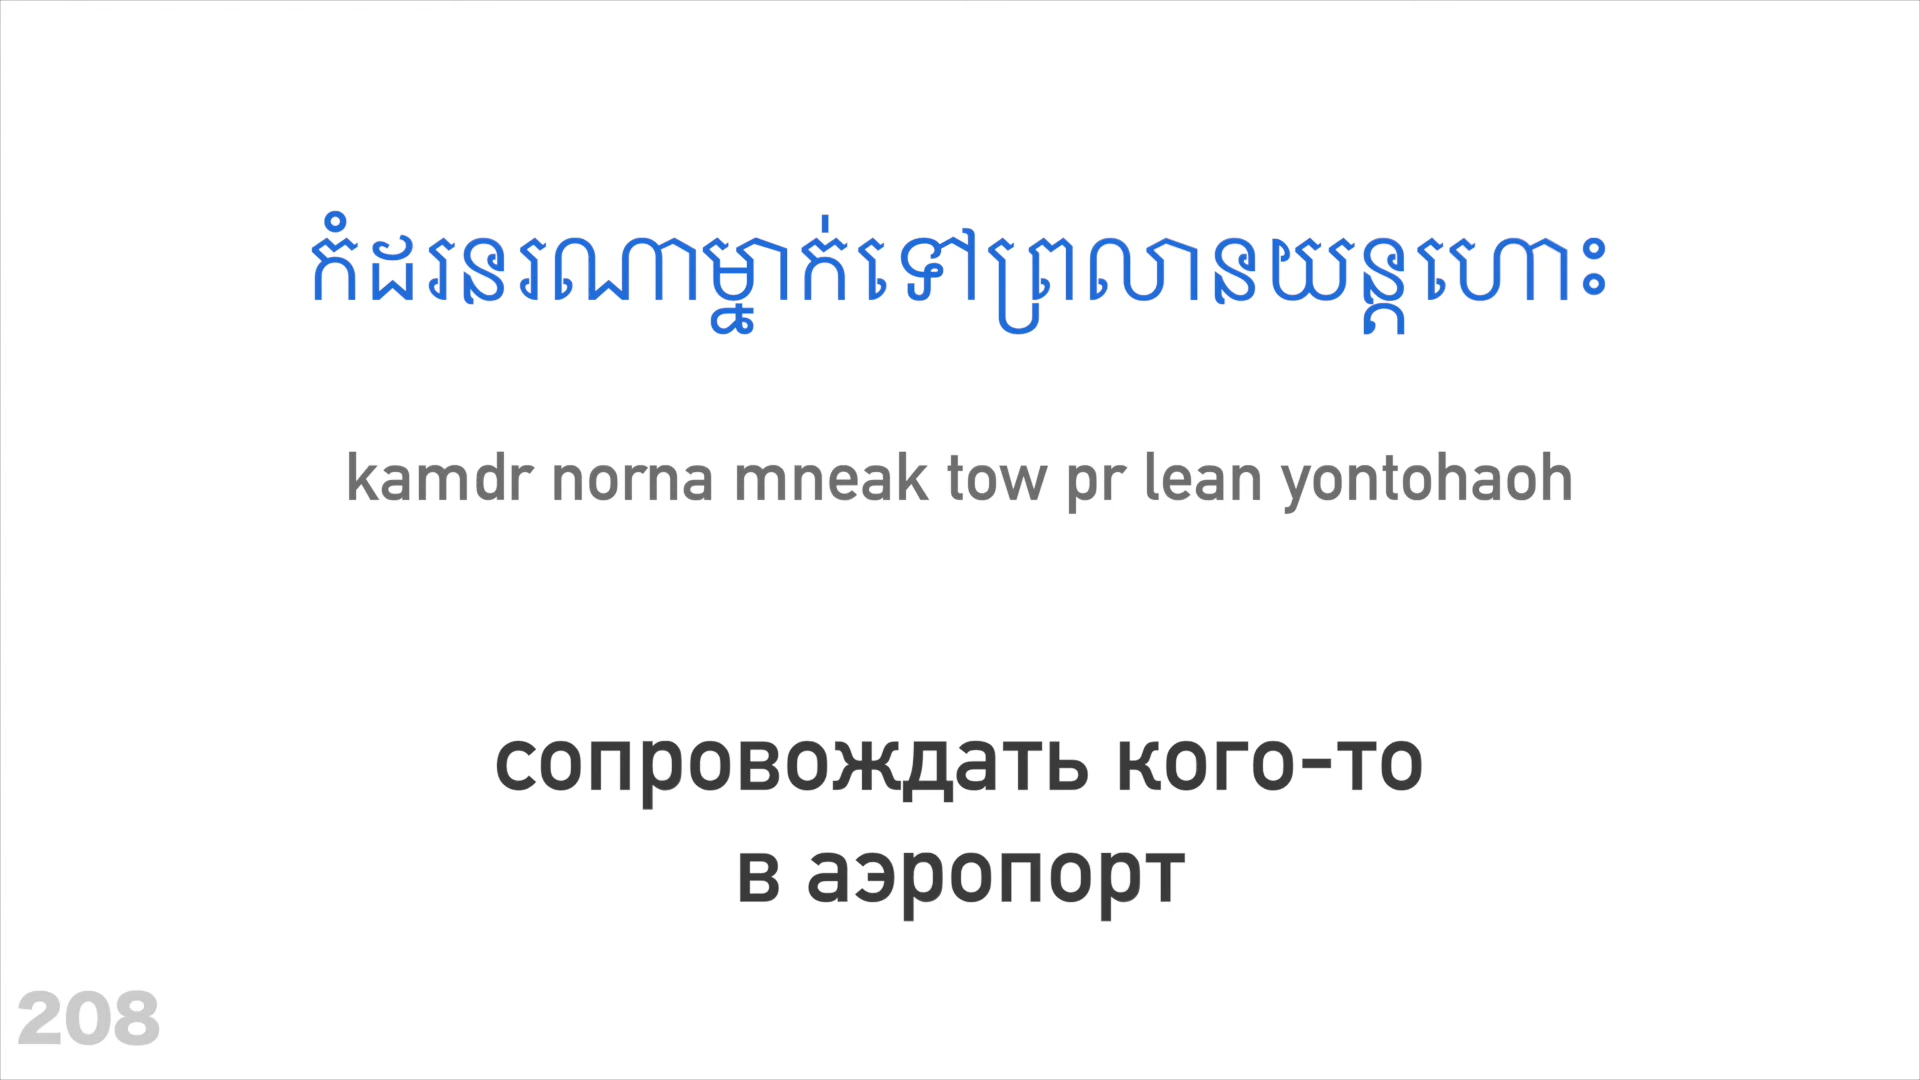 កំដរនរណាម្នាក់ទៅព្រលានយន្តហោះ
kamdr norna mneak tow pr lean yontohaoh
сопровождать кого-то
в аэропорт
208